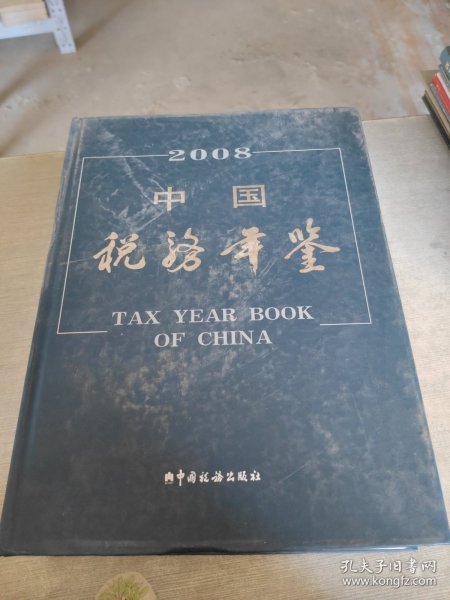 2008
中国
税務年鉴
TAX YEAR BOOK
OF CHINA
中国税务出版社
孔夫子旧书网
www.kongfz.com